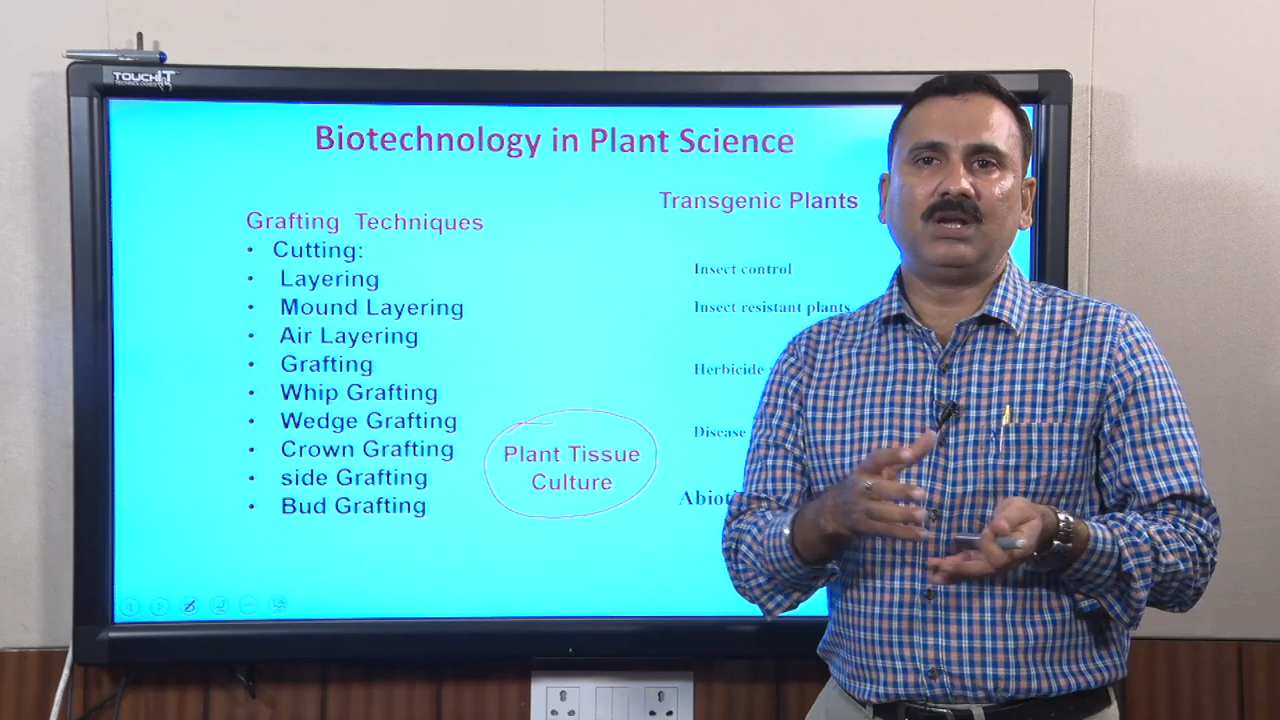 TOUCHIT
TECHNOLOGIES
Biotechnology in Plant Science
Grafting Techniques
• Cutting:
• Layering
• Mound Layering
• Air Layering
• Grafting
• Whip Grafting
• Wedge Grafting
• Crown Grafting
• side Grafting
• Bud Grafting
Plant Tissue
Culture
Transgenic Plants
Insect control
Insect resistant plants
Herbicide
Disease